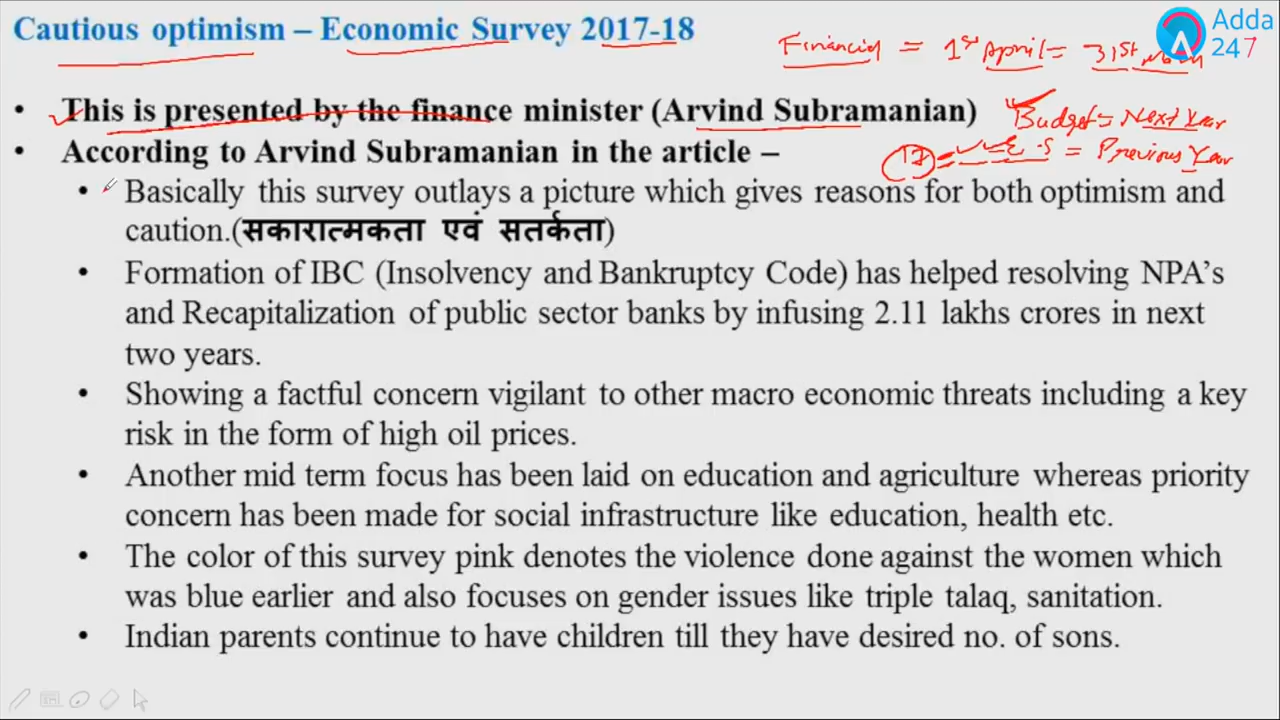 Cautious optimism – Economic Survey 2017-18
Adda
247
Financial = 1st April = 31st March
• This is presented by the finance minister (Arvind Subramanian)
Budget = Next Year
• According to Arvind Subramanian in the article –
17 = E.S = Previous Year
• Basically this survey outlays a picture which gives reasons for both optimism and
caution.(सकारात्मकता एवं सतर्कता)
• Formation of IBC (Insolvency and Bankruptcy Code) has helped resolving NPA's
and Recapitalization of public sector banks by infusing 2.11 lakhs crores in next
two years.
• Showing a factful concern vigilant to other macro economic threats including a key
risk in the form of high oil prices.
• Another mid term focus has been laid on education and agriculture whereas priority
concern has been made for social infrastructure like education, health etc.
• The color of this survey pink denotes the violence done against the women which
was blue earlier and also focuses on gender issues like triple talaq, sanitation.
• Indian parents continue to have children till they have desired no. of sons.